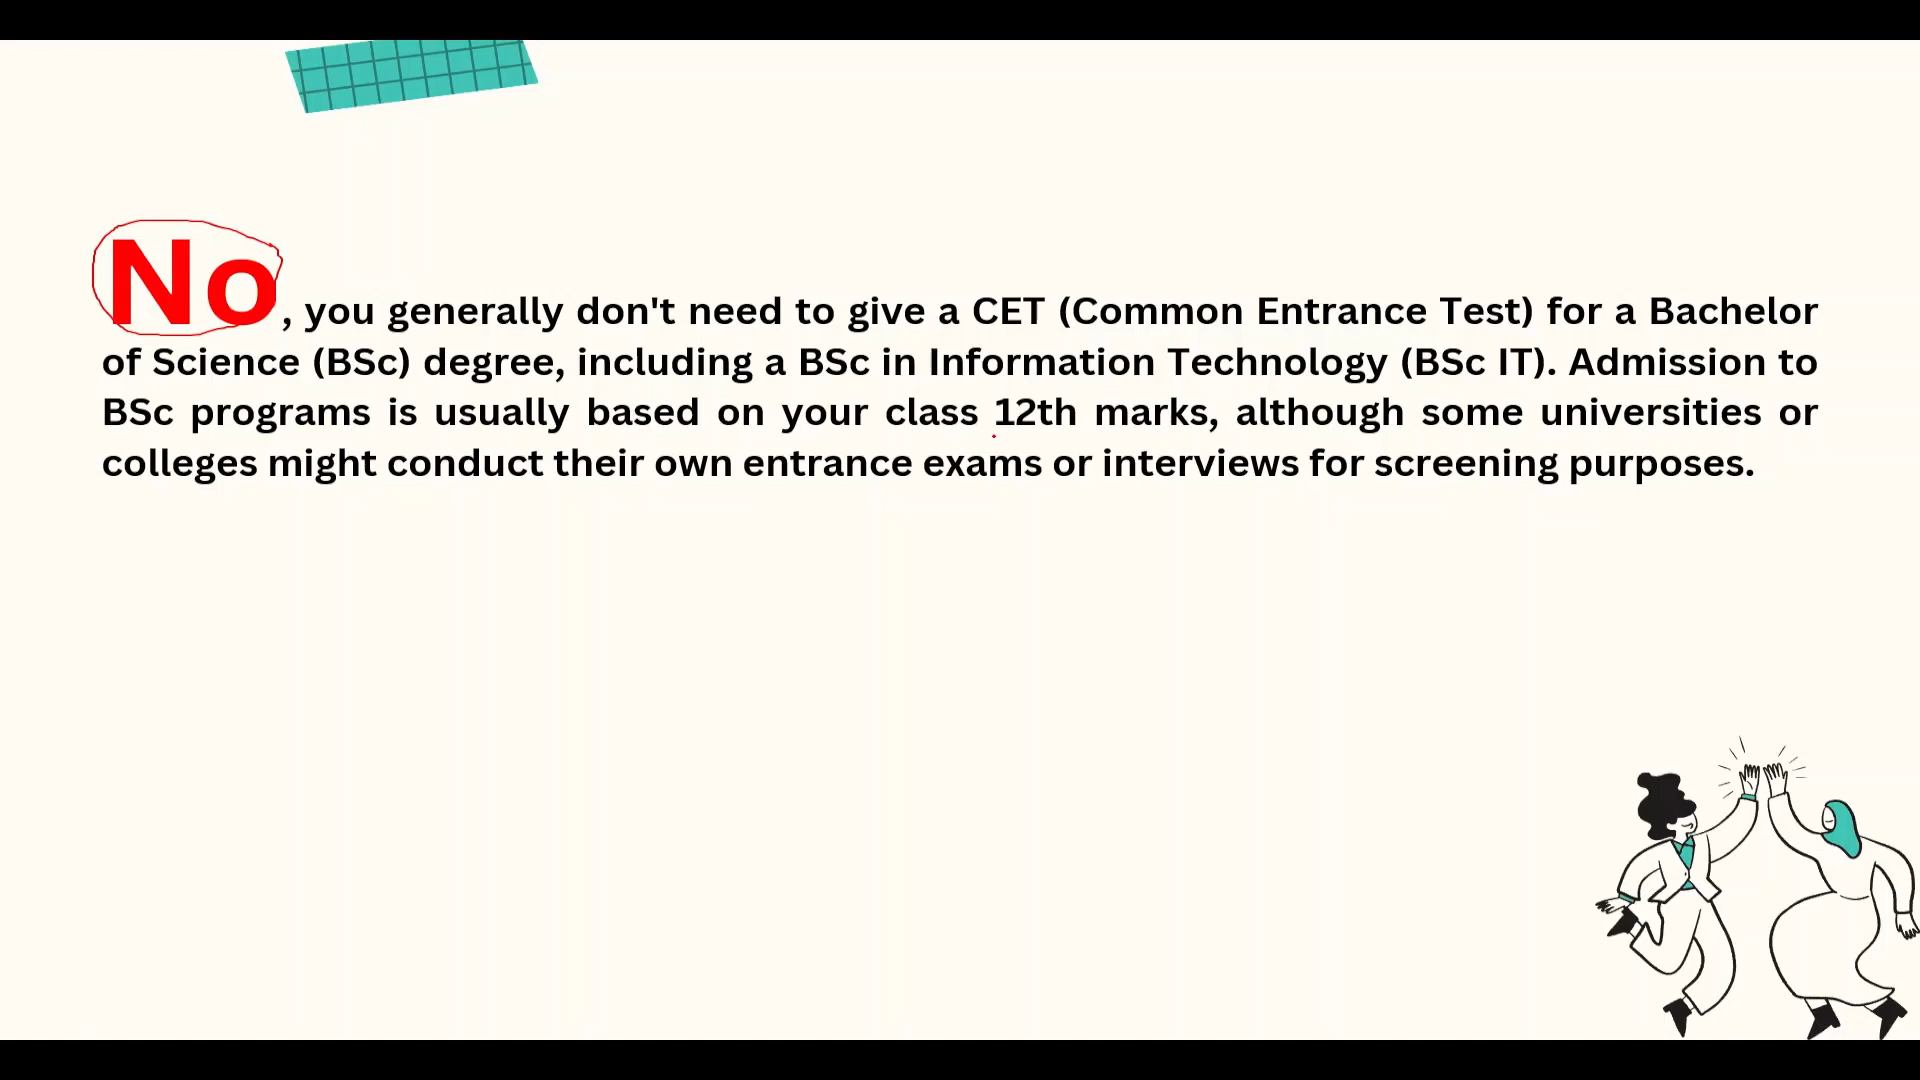 No, you generally don't need to give a CET (Common Entrance Test) for a Bachelor
of Science (BSc) degree, including a BSc in Information Technology (BSc IT). Admission to
BSc programs is usually based on your class 12th marks, although some universities or
colleges might conduct their own entrance exams or interviews for screening purposes.